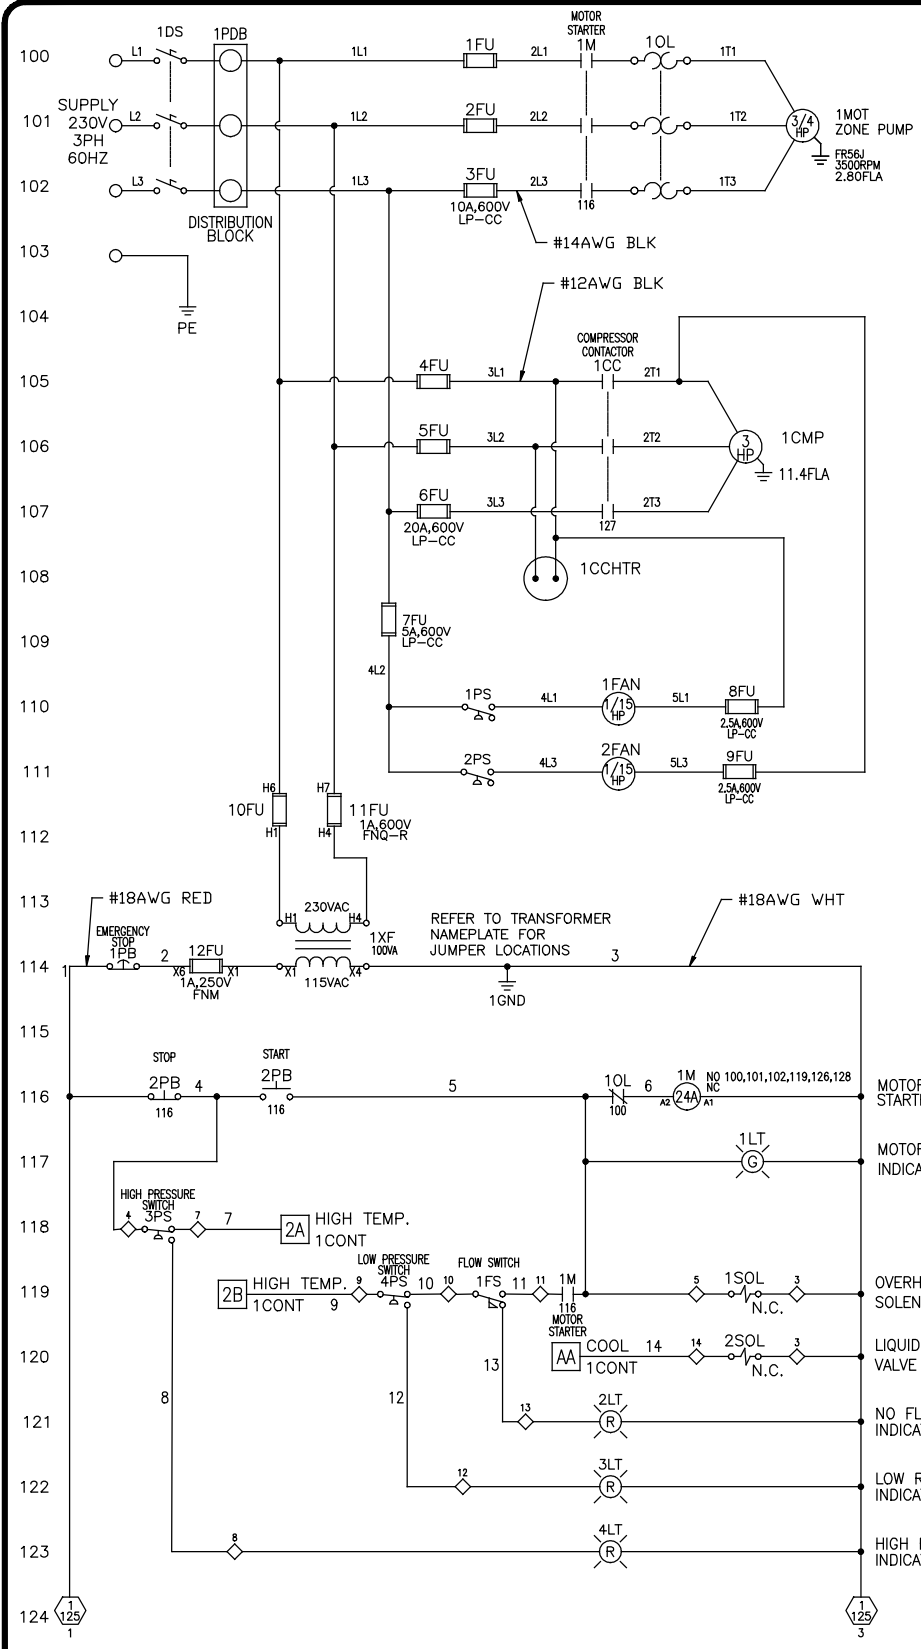 100
101
102
103
104
105
106
107
108
109
110
111
112
113
114
115
116
117
118
119
120
121
122
123
124
SUPPLY
230V
3PH
60HZ
L1
L2
L3
PE
1DS
1PDB
DISTRIBUTION
BLOCK
1L1
1L2
1L3
1FU
2FU
3FU
10A,600V
LP-CC
2L1
2L2
2L3
MOTOR
STARTER
1M
116
1OL
1T1
1T2
1T3
3/4
HP
1MOT
ZONE PUMP
FR56J
3500RPM
2.80FLA
#14AWG BLK
#12AWG BLK
4FU
5FU
6FU
20A,600V
LP-CC
3L1
3L2
3L3
COMPRESSOR
CONTACTOR
1CC
127
2T1
2T2
2T3
3
HP
1CMP
11.4FLA
1CCHTR
7FU
5A,600V
LP-CC
4L2
1PS
4L1
1FAN
1/15
HP
5L1
8FU
2.5A,600V
LP-CC
2PS
4L3
2FAN
1/15
HP
5L3
9FU
2.5A,600V
LP-CC
H6
10FU
H1
H7
11FU
H4
1A,600V
FNQ-R
#18AWG RED
230VAC
H1
H4
1XF
100VA
X1
X4
115VAC
REFER TO TRANSFORMER
NAMEPLATE FOR
JUMPER LOCATIONS
#18AWG WHT
1
EMERGENCY
STOP
1PB
2
12FU
X6
X1
1A,250V
FNM
3
1GND
STOP
2PB
116
4
START
2PB
116
5
1OL
100
6
1M
A2
24A
A1
NO 100,101,102,119,126,128
NC
MOTOR
START
1LT
G
MOTOR
INDICA
HIGH PRESSURE
SWITCH
3PS
4
7
7
2A
HIGH TEMP.
1CONT
2B
HIGH TEMP.
1CONT
9
9
LOW PRESSURE
SWITCH
4PS
10
10
FLOW SWITCH
1FS
11
11
1M
116
MOTOR
STARTER
5
1SOL
N.C.
3
OVERH
SOLEN
AA
COOL
1CONT
14
14
2SOL
N.C.
3
LIQUID
VALVE
8
12
13
13
2LT
R
NO FL
INDICA
12
3LT
R
LOW R
INDICA
8
4LT
R
HIGH
INDICA
1
125
1
1
125
3